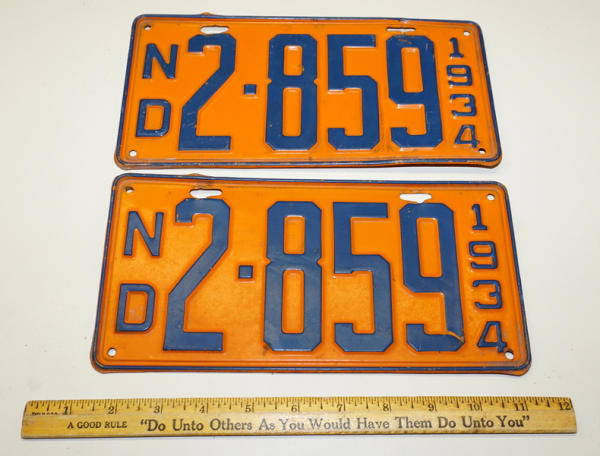 ND 2-859 1934
ND 2-859 1934
1 2 3 4 5 6 7 8 9 10 11 12
A GOOD RULE "Do Unto Others As You Would Have Them Do Unto You"